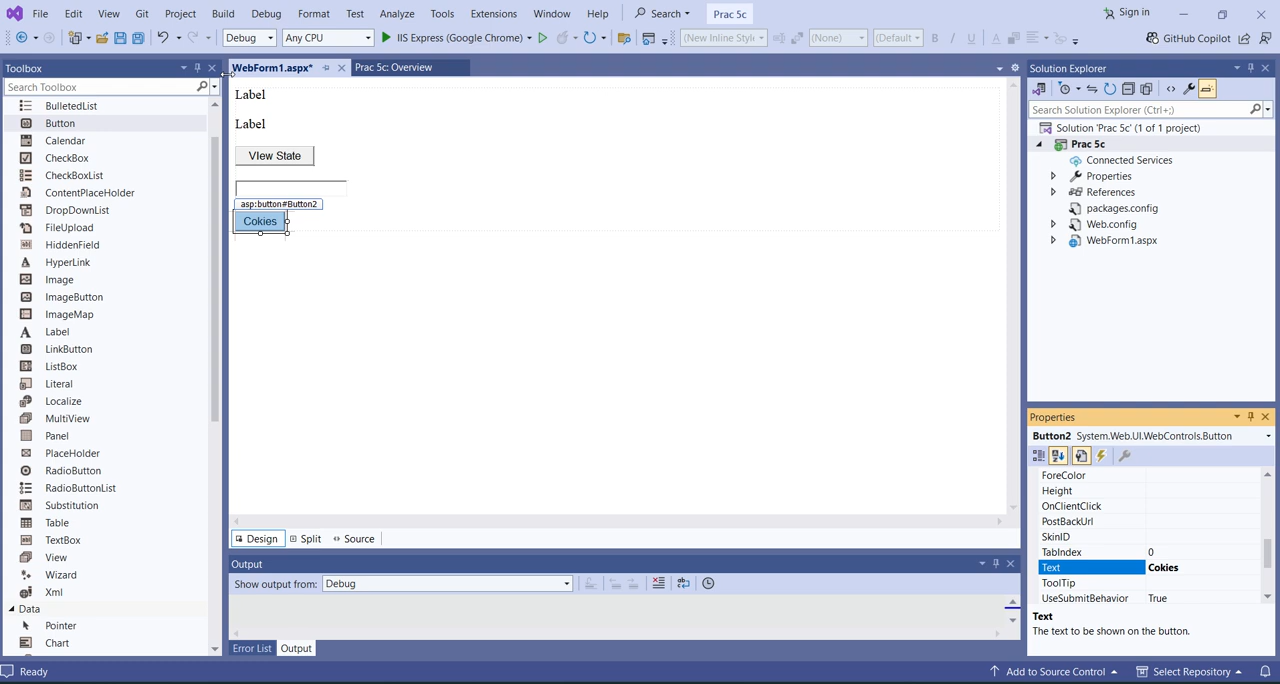 File Edit View Git Project Build Debug Format Test Analyze Tools Extensions Window Help Search Prac 5c Sign in
Debug Any CPU IIS Express (Google Chrome) (New Inline Style (None) (Default B I U A GitHub Copilot
Toolbox
Search Toolbox
BulletedList
Button
Calendar
CheckBox
CheckBoxList
ContentPlaceHolder
DropDownList
FileUpload
HiddenField
HyperLink
Image
ImageButton
ImageMap
Label
LinkButton
ListBox
Literal
Localize
MultiView
Panel
PlaceHolder
RadioButton
RadioButtonList
Substitution
Table
TextBox
View
Wizard
Xml
Data
Pointer
Chart
WebForm1.aspx* Prac 5c: Overview
Label
Label
VIew State
asp:button#Button2
Cokies
Design Split Source
Output
Show output from: Debug
Error List Output
Solution Explorer
Search Solution Explorer (Ctrl+;)
Solution 'Prac 5c' (1 of 1 project)
Prac 5c
Connected Services
Properties
References
packages.config
Web.config
WebForm1.aspx
Properties
Button2 System.Web.UI.WebControls.Button
ForeColor
Height
OnClientClick
PostBackUrl
SkinID
TabIndex 0
Text Cokies
ToolTip
UseSubmitBehavior True
Text
The text to be shown on the button.
Ready Add to Source Control Select Repository